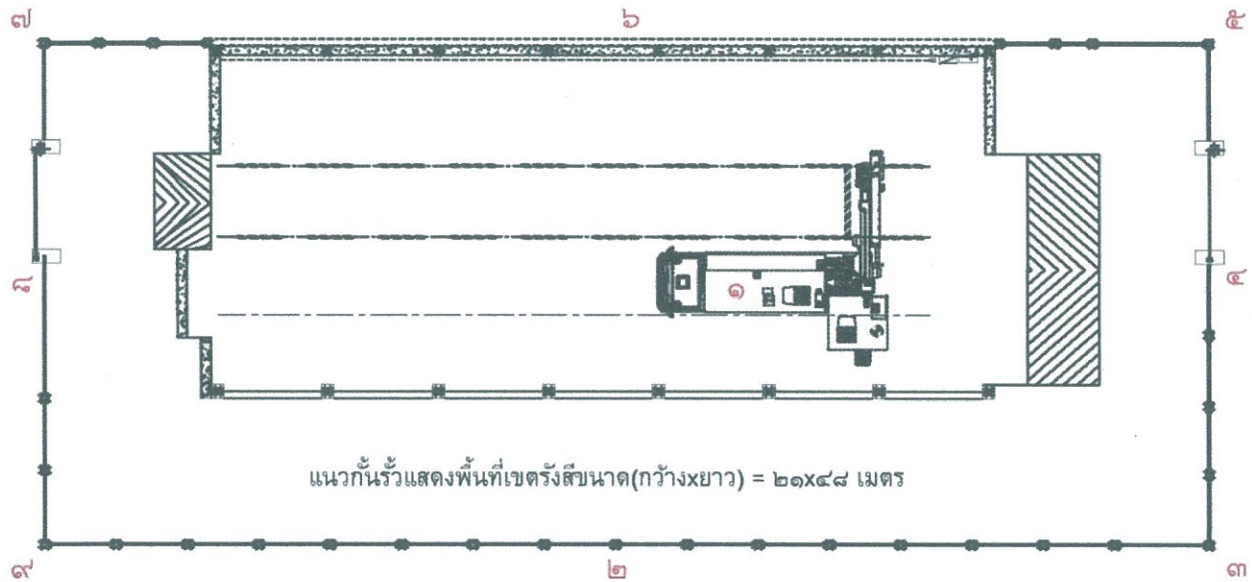 ๗ ๖ ๕
๘ ๑ ๔
แนวกั้นรั้วแสดงพื้นที่เขตรังสีขนาด(กว้างxยาว) = ๒๑x๔๘ เมตร
๙ ๒ ๓